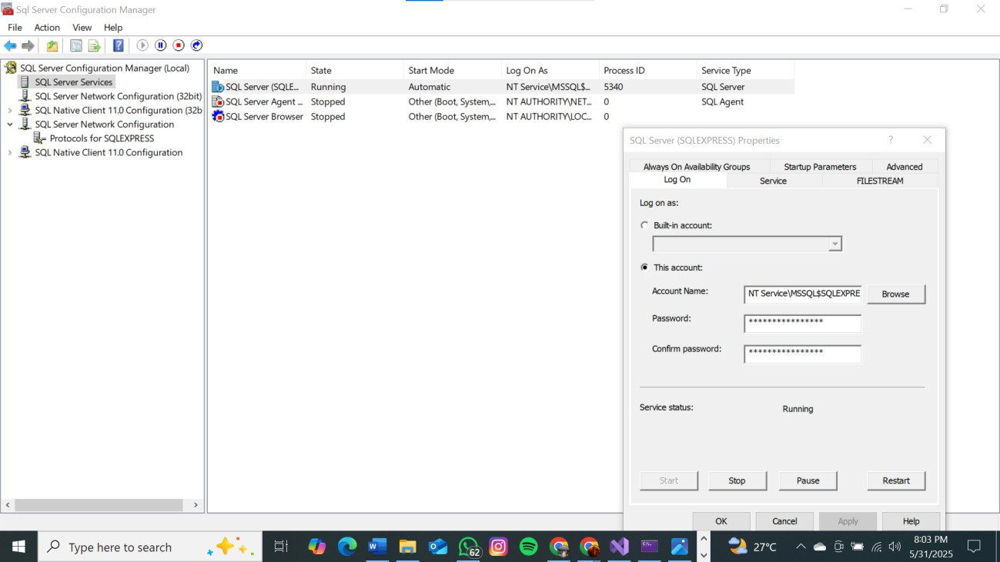 Sql Server Configuration Manager
File Action View Help
SQL Server Configuration Manager (Local)
SQL Server Services
SQL Server Network Configuration (32bit)
SQL Native Client 11.0 Configuration (32b
SQL Server Network Configuration
Protocols for SQLEXPRESS
SQL Native Client 11.0 Configuration
Name State Start Mode Log On As Process ID Service Type
SQL Server (SQLE... Running Automatic NT Service\MSSQL$... 5340 SQL Server
SQL Server Agent ... Stopped Other (Boot, System,... NT AUTHORITY\NET... 0 SQL Agent
SQL Server Browser Stopped Other (Boot, System,... NT AUTHORITY\LOC... 0
SQL Server (SQLEXPRESS) Properties ?
Always On Availability Groups Startup Parameters Advanced
Log On Service FILESTREAM
Log on as:
Built-in account:
This account:
Account Name: NT Service\MSSQL$SQLEXPRE Browse
Password: ****************
Confirm password: ****************
Service status: Running
Start Stop Pause Restart
OK Cancel Apply Help
Type here to search
62
27°C
8:03 PM
5/31/2025